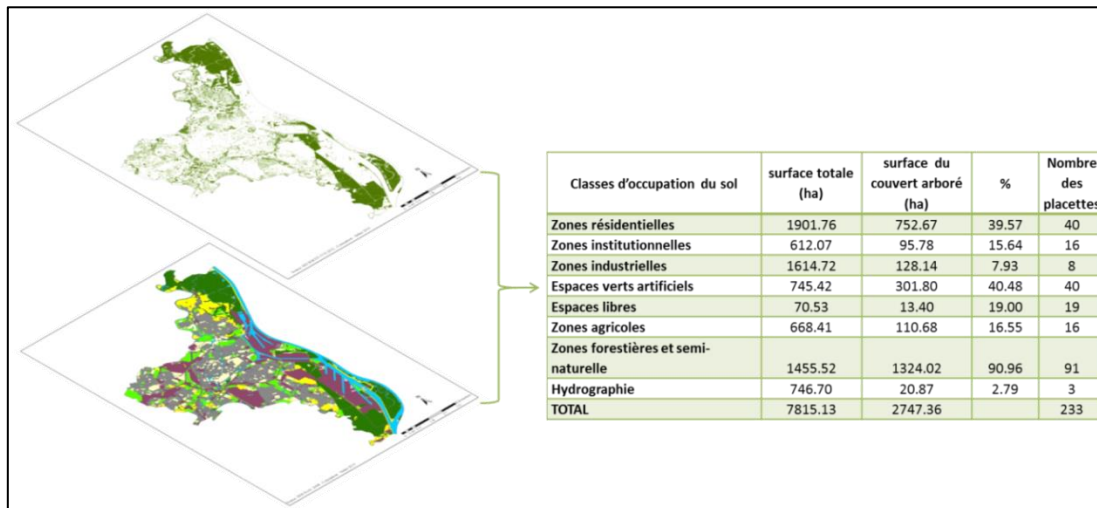 Classes d'occupation du sol surface totale (ha) surface du couvert arboré (ha) % Nombre des placettes
Zones résidentielles 1901.76 752.67 39.57 40
Zones institutionnelles 612.07 95.78 15.64 16
Zones industrielles 1614.72 128.14 7.93 8
Espaces verts artificiels 745.42 301.80 40.48 40
Espaces libres 70.53 13.40 19.00 19
Zones agricoles 668.41 110.68 16.55 16
Zones forestières et semi-
naturelle 1455.52 1324.02 90.96 91
Hydrographie 746.70 20.87 2.79 3
TOTAL 7815.13 2747.36 233